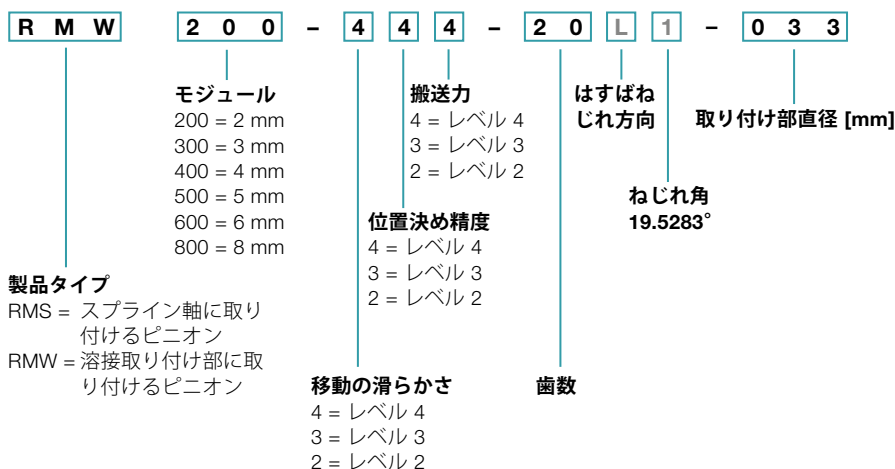 R M W 2 0 0 – 4 4 4 – 2 0 L 1 – 0 3 3
モジュール
200 = 2 mm
300 = 3 mm
400 = 4 mm
500 = 5 mm
600 = 6 mm
800 = 8 mm
搬送力
4 = レベル 4
3 = レベル 3
2 = レベル 2
はすばね
じれ方向
取り付け部直径 [mm]
ねじれ角
19.5283°
位置決め精度
4 = レベル 4
3 = レベル 3
2 = レベル 2
製品タイプ
RMS = スプライン軸に取り
付けるピニオン
RMW = 溶接取り付け部に取
り付けるピニオン
移動の滑らかさ
4 = レベル 4
3 = レベル 3
2 = レベル 2
歯数